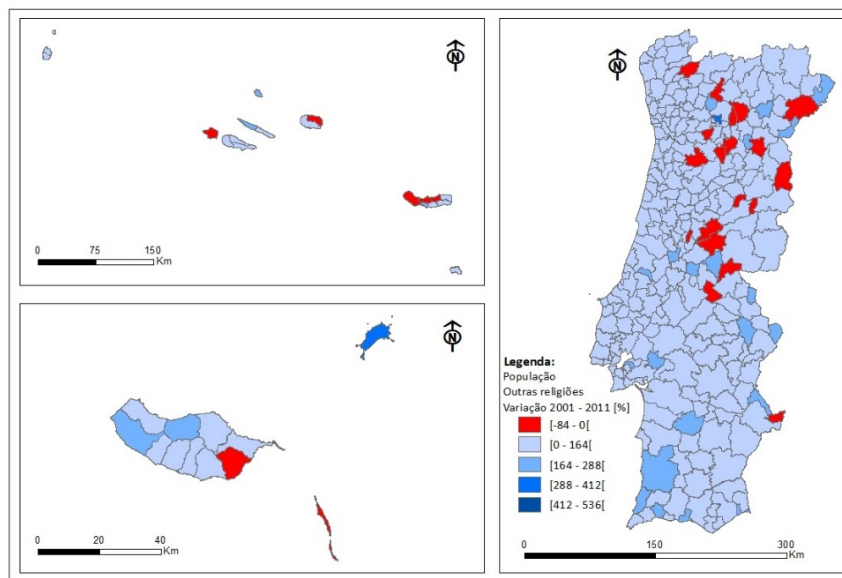 N
0 75 150
Km
N
0 20 40
Km
N
Legenda:
População
Outras religiões
Variação 2001 - 2011 [%]
[-84 - 0[
[0 - 164[
[164 - 288[
[288 - 412[
[412 - 536[
0 150 300
Km